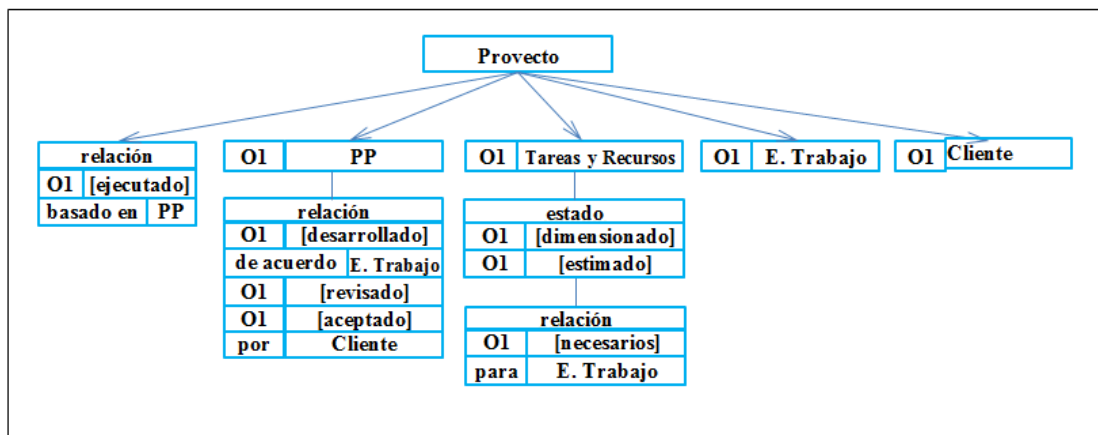 Provecto
relación
O1 [ejecutado]
basado en PP
O1 PP
relación
O1 [desarrollado]
de acuerdo E. Trabajo
O1 [revisado]
O1 [aceptado]
por Cliente
O1 Tareas y Recursos
estado
O1 [dimensionado]
O1 [estimado]
relación
O1 [necesarios]
para E. Trabajo
O1 E. Trabajo
O1 Cliente